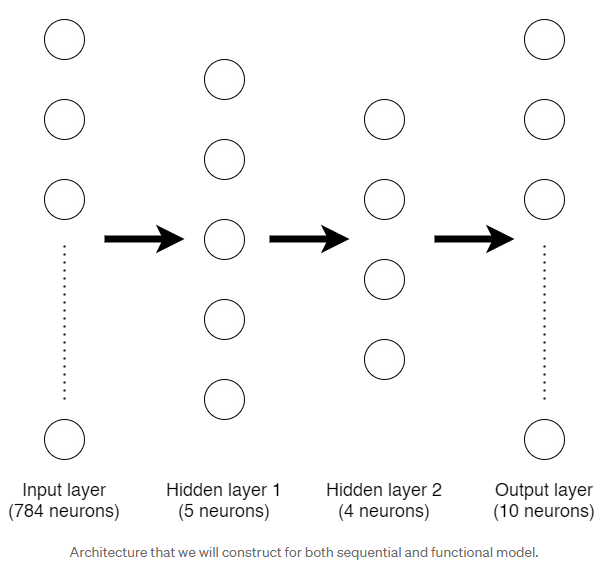 Input layer
(784 neurons)
Hidden layer 1
(5 neurons)
Hidden layer 2
(4 neurons)
Output layer
(10 neurons)
Architecture that we will construct for both sequential and functional model.